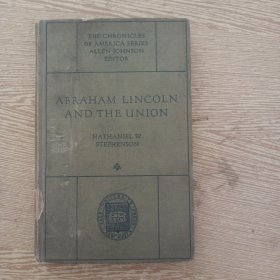 THE CHRONICLES
OF AMERICA SERIES
ALLEN JOHNSON
EDITOR
ABRAHAM LINCOLN
AND THE UNION
NATHANIEL W.
STEPHENSON